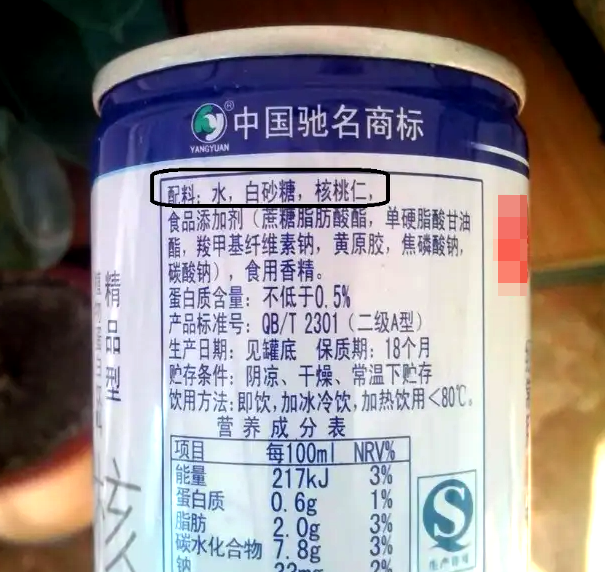 YANGYUAN
®中国驰名商标
配料：水，白砂糖，核桃仁，
食品添加剂（蔗糖脂肪酸酯，单硬脂酸甘油
酯，羧甲基纤维素钠，黄原胶，焦磷酸钠，
碳酸钠），食用香精。
蛋白质含量：不低于0.5%
产品标准号：QB/T 2301（二级A型）
生产日期：见罐底 保质期：18个月
贮存条件：阴凉、干燥、常温下贮存
饮用方法：即饮，加冰冷饮，加热饮用＜80℃。
营养成分表
项目 每100ml NRV%
能量 217kJ 3%
蛋白质 0.6g 1%
脂肪 2.0g 3%
碳水化合物 7.8g 3%
钠
精品型